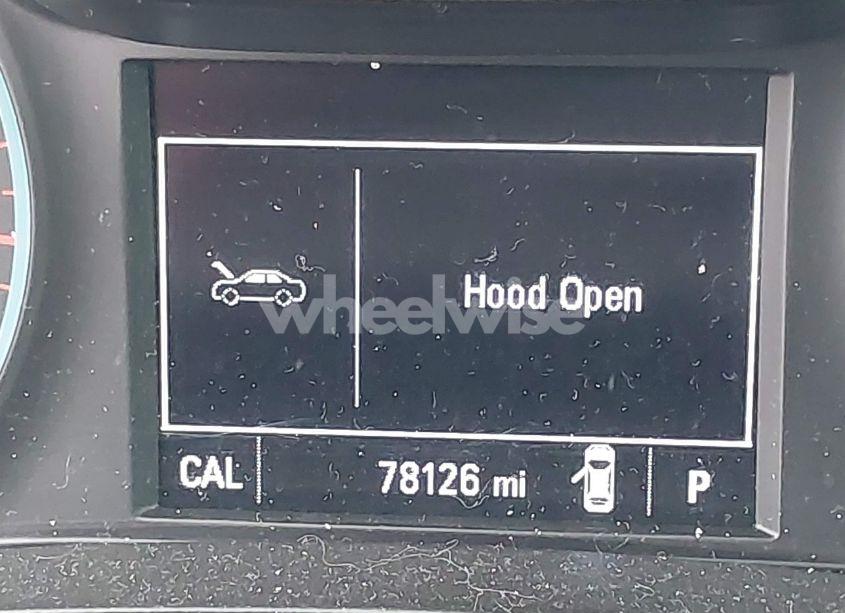 Hood Open
wheelwise
CAL 78126 mi P